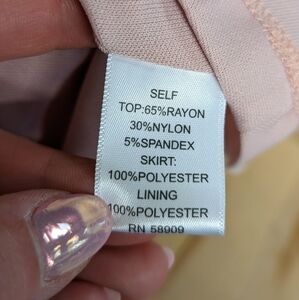 SELF
TOP:65%RAYON
30%NYLON
5%SPANDEX
SKIRT:
100%POLYESTER
LINING
100%POLYESTER
RN 58909